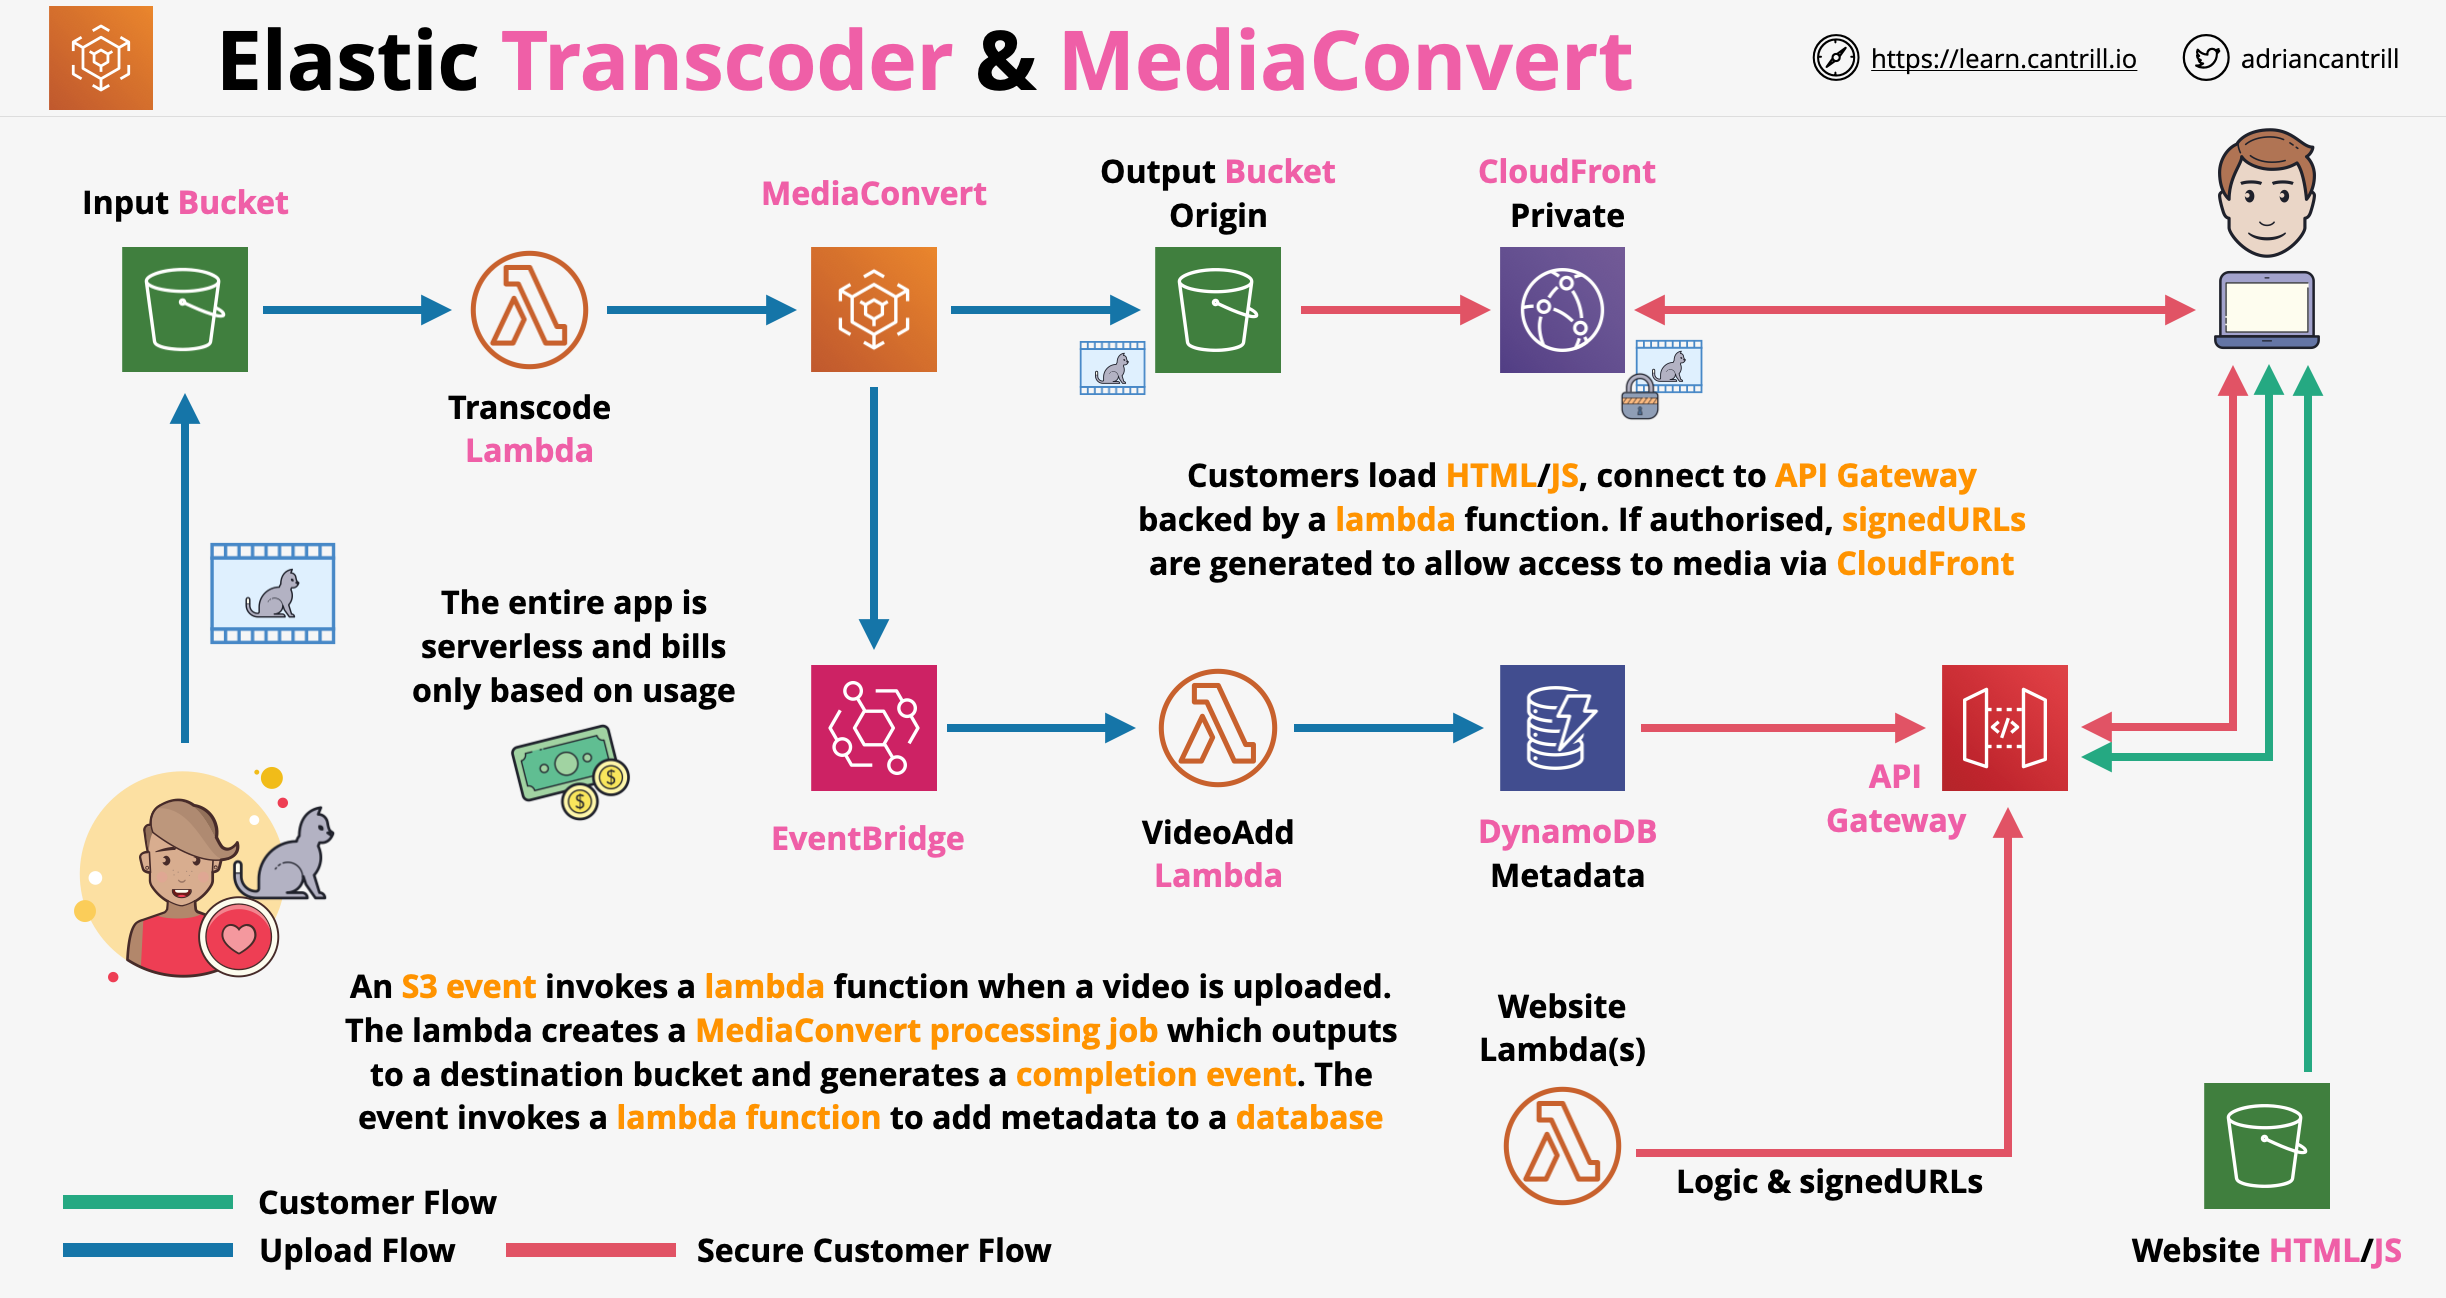 Elastic Transcoder & MediaConvert
https://learn.cantrill.io
adriancantrill
Input Bucket
MediaConvert
Output Bucket
Origin
CloudFront
Private
Transcode
Lambda
Customers load HTML/JS, connect to API Gateway
backed by a lambda function. If authorised, signedURLs
are generated to allow access to media via CloudFront
The entire app is
serverless and bills
only based on usage
EventBridge
VideoAdd
Lambda
DynamoDB
Metadata
API
Gateway
An S3 event invokes a lambda function when a video is uploaded.
The lambda creates a MediaConvert processing job which outputs
to a destination bucket and generates a completion event. The
event invokes a lambda function to add metadata to a database
Website
Lambda(s)
Logic & signedURLs
Customer Flow
Upload Flow
Secure Customer Flow
Website HTML/JS